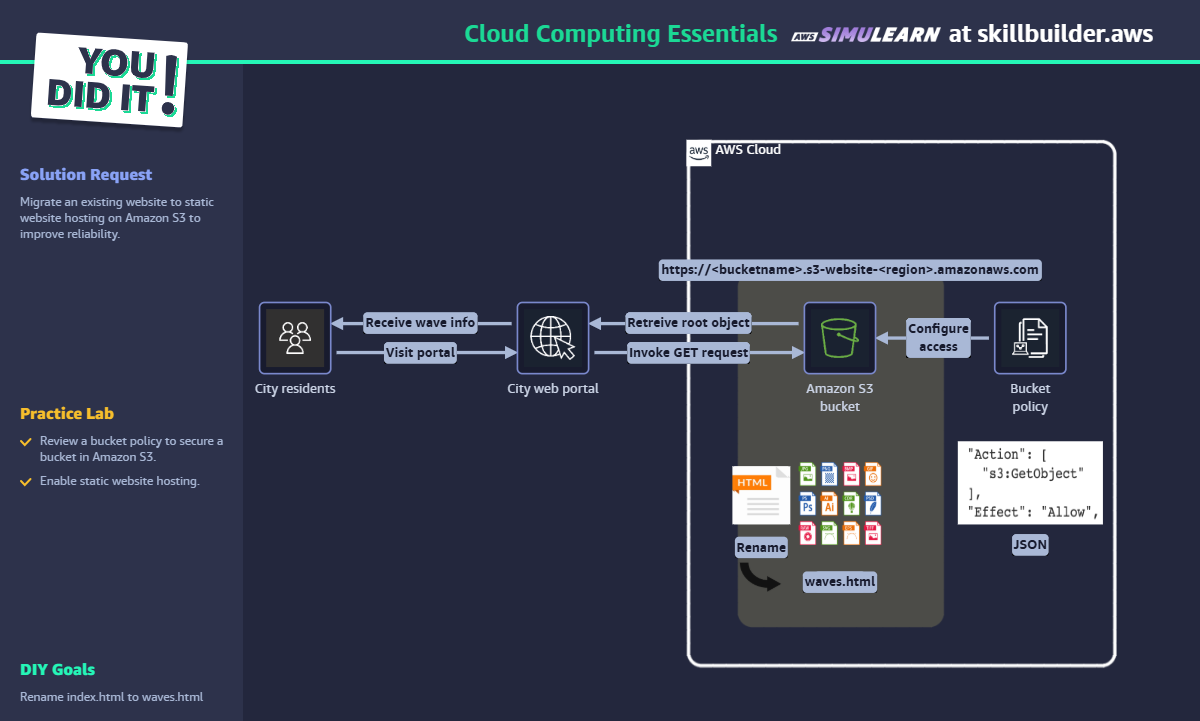 Cloud Computing Essentials aws SIMULEARN at skillbuilder.aws
YOU
DID IT!
Solution Request
Migrate an existing website to static
website hosting on Amazon S3 to
improve reliability.
Practice Lab
Review a bucket policy to secure a
bucket in Amazon S3.
Enable static website hosting.
DIY Goals
Rename index.html to waves.html
aws
AWS Cloud
https://<bucketname>.s3-website-<region>.amazonaws.com
Receive wave info
Visit portal
Retreive root object
Invoke GET request
Configure
access
City residents
City web portal
Amazon S3
bucket
Bucket
policy
HTML
Ps
Ai
Rename
waves.html
"Action": [
"s3:GetObject"
],
"Effect": "Allow",
JSON